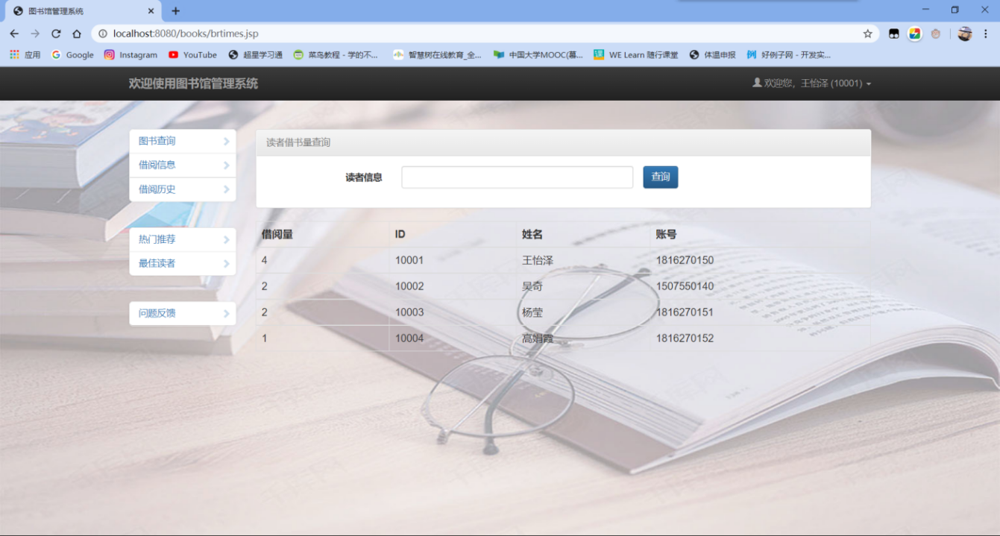 图书馆管理系统
localhost:8080/books/brtimes.jsp
应用 Google Instagram YouTube 超星学习通 菜鸟教程 - 学的不... 智慧树在线教育_全... 中国大学MOOC(慕... WE Learn 随行课堂 体温申报 好例子网 - 开发实...
欢迎使用图书馆管理系统 欢迎您, 王怡泽 (10001)
图书查询
借阅信息
借阅历史
热门推荐
最佳读者
问题反馈
读者借书量查询
读者信息 查询
借阅量 ID 姓名 账号
4 10001 王怡泽 1816270150
2 10002 吴奇 1507550140
2 10003 杨莹 1816270151
1 10004 高娟霞 1816270152